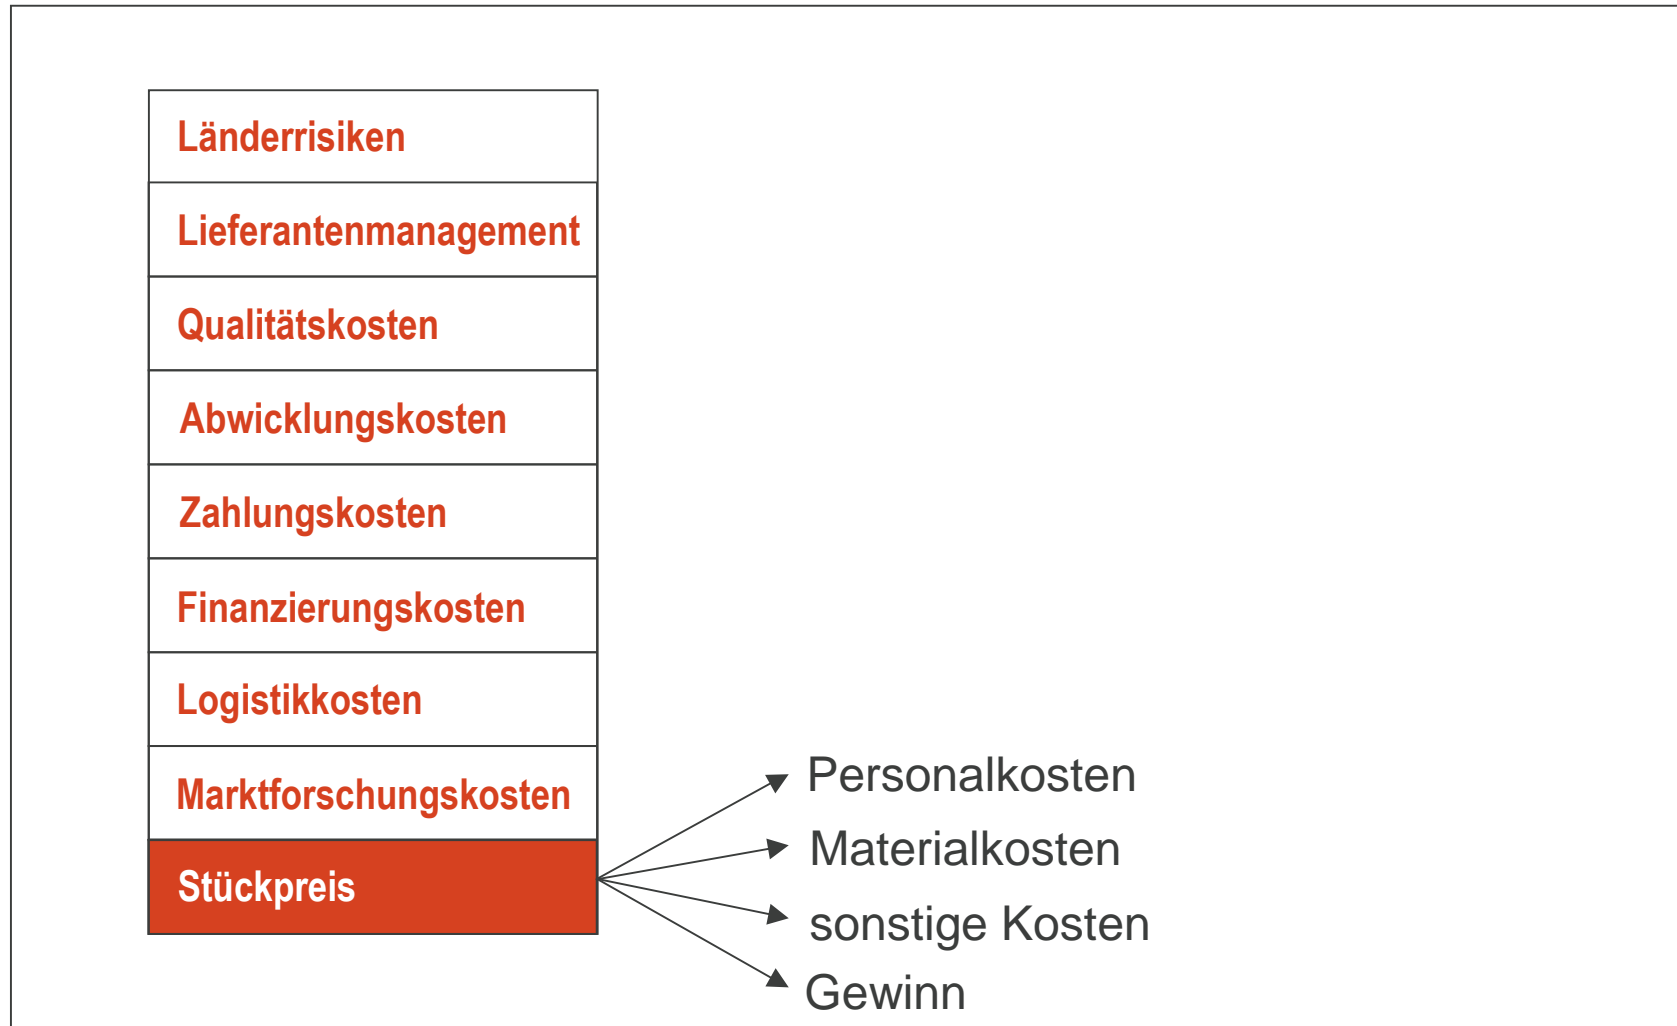 Länderrisiken
Lieferantenmanagement
Qualitätskosten
Abwicklungskosten
Zahlungskosten
Finanzierungskosten
Logistikkosten
Marktforschungskosten
Stückpreis
Personalkosten
Materialkosten
sonstige Kosten
Gewinn